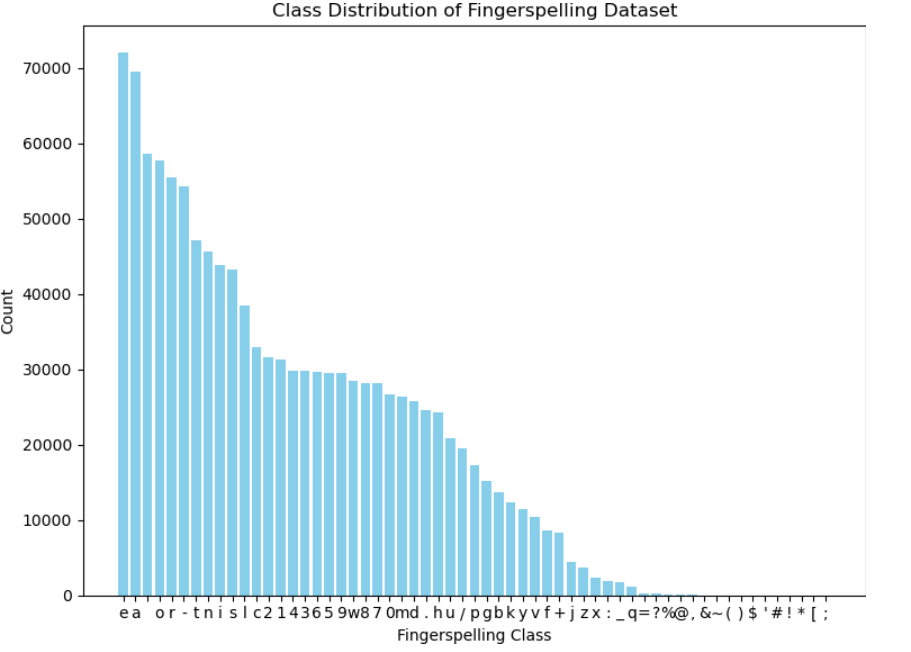 Class Distribution of Fingerspelling Dataset
70000
60000
50000
40000
30000
20000
10000
0
Count
e a   o r - t n i s l c 2 1 4 3 6 5 9 w 8 7 0 m d . h u / p g b k y v f + j z x : _ q = ? % @ , & ~ ( ) $ ' # ! * [ ;
Fingerspelling Class